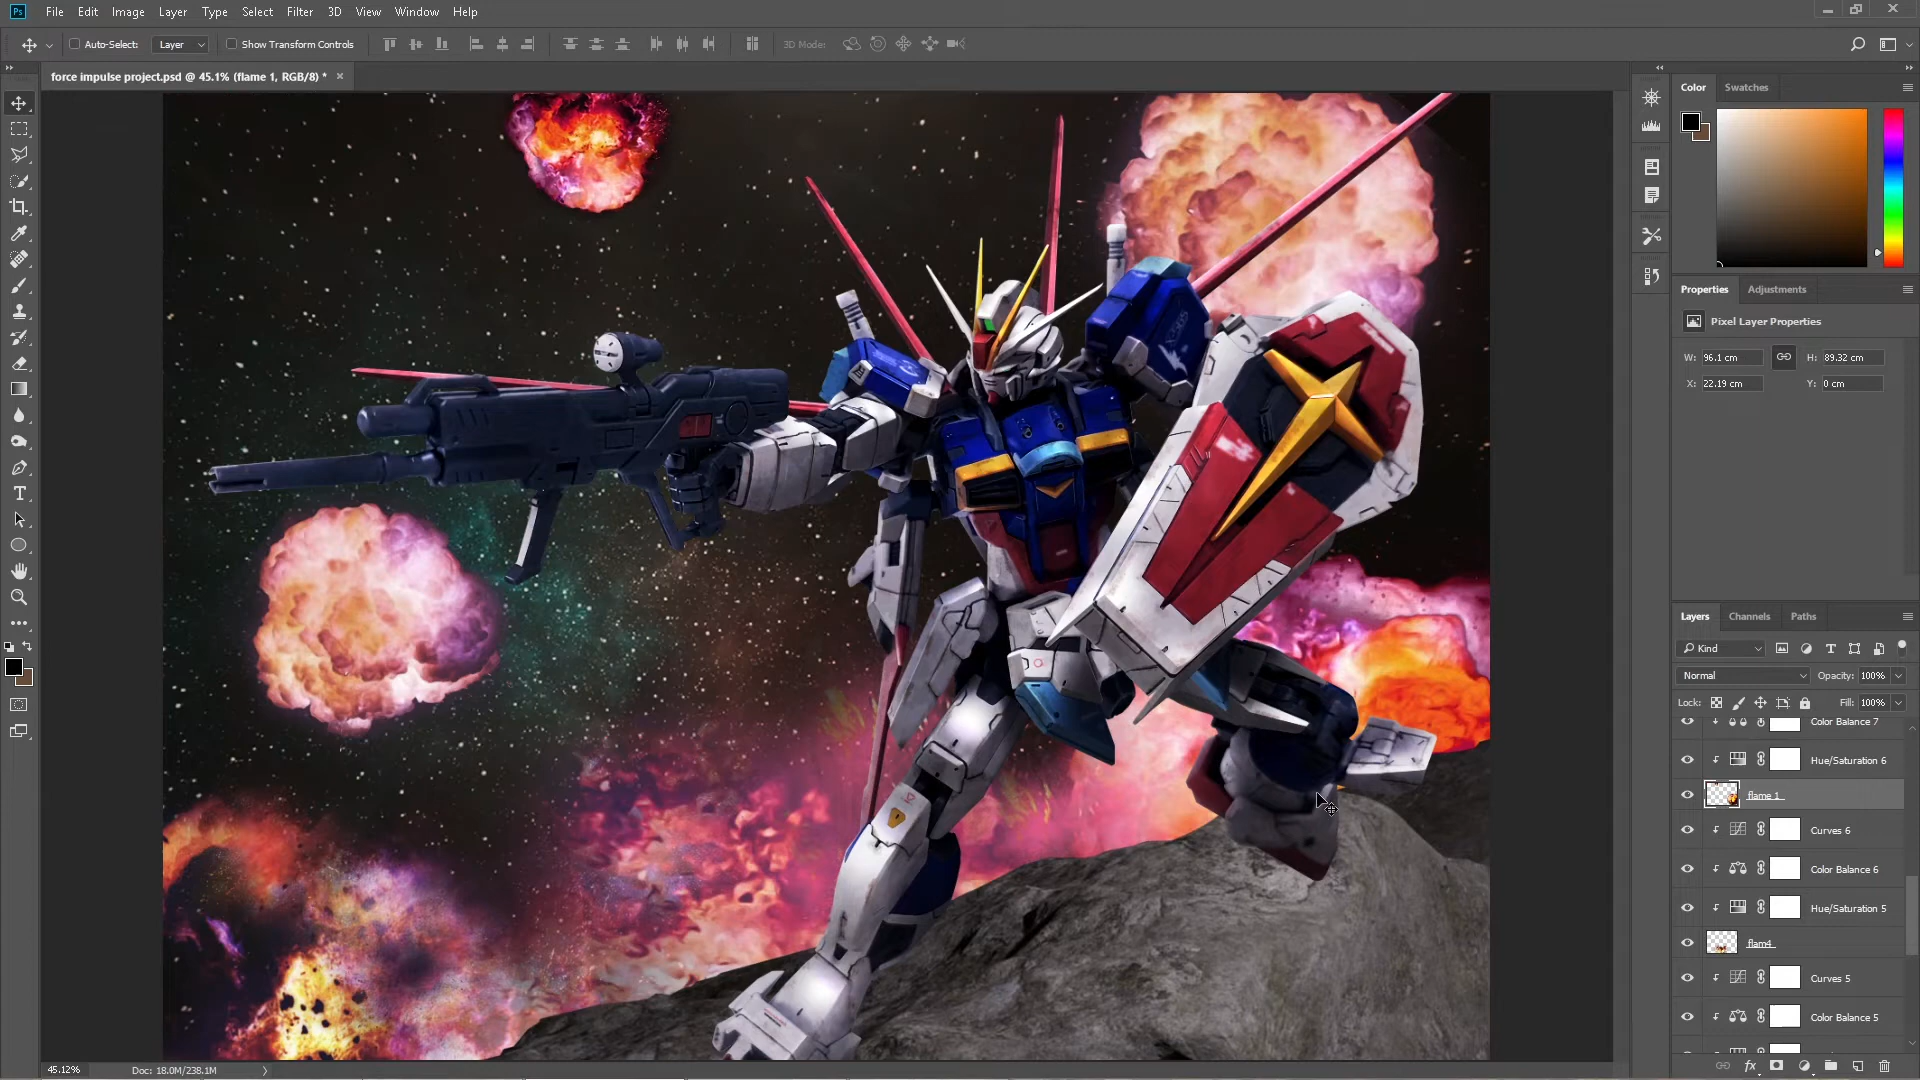 Ps File Edit Image Layer Type Select Filter 3D View Window Help
Auto-Select: Layer Show Transform Controls 3D Mode:
force impulse project.psd @ 45.1% (flame 1, RGB/8) * ×
Color Swatches
Properties Adjustments
Pixel Layer Properties
W: 96.1 cm H: 89.32 cm
X: 22.19 cm Y: 0 cm
Layers Channels Paths
Kind
Normal Opacity: 100%
Lock: Fill: 100%
Color Balance 7
Hue/Saturation 6
flame 1
Curves 6
Color Balance 6
Hue/Saturation 5
flam4
Curves 5
Color Balance 5
45.12% Doc: 18.0M/238.1M